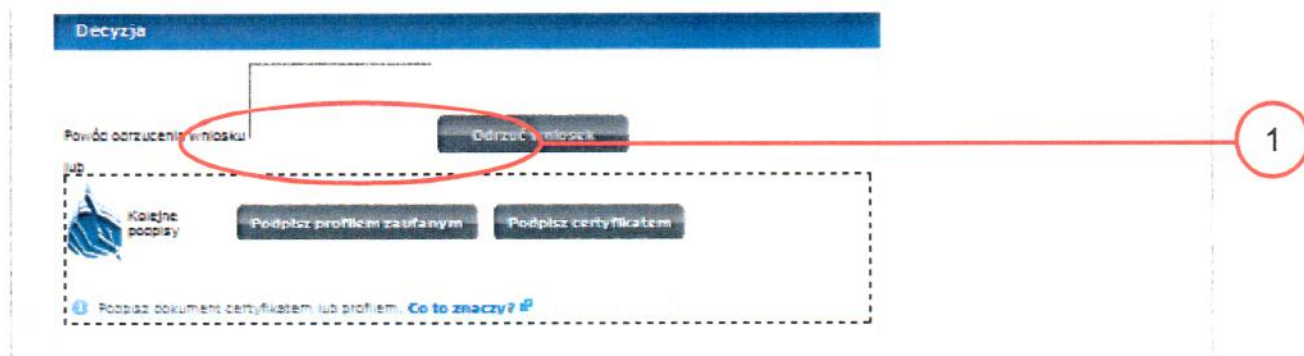 Decyzja
Powód odrzucenia wniosku
Odrzuć wniosek
1
lub
Kolejne
podpisy
Podpisz profilem zaufanym
Podpisz certyfikatem
Podpisz dokument certyfikatem lub profilem. Co to znaczy?